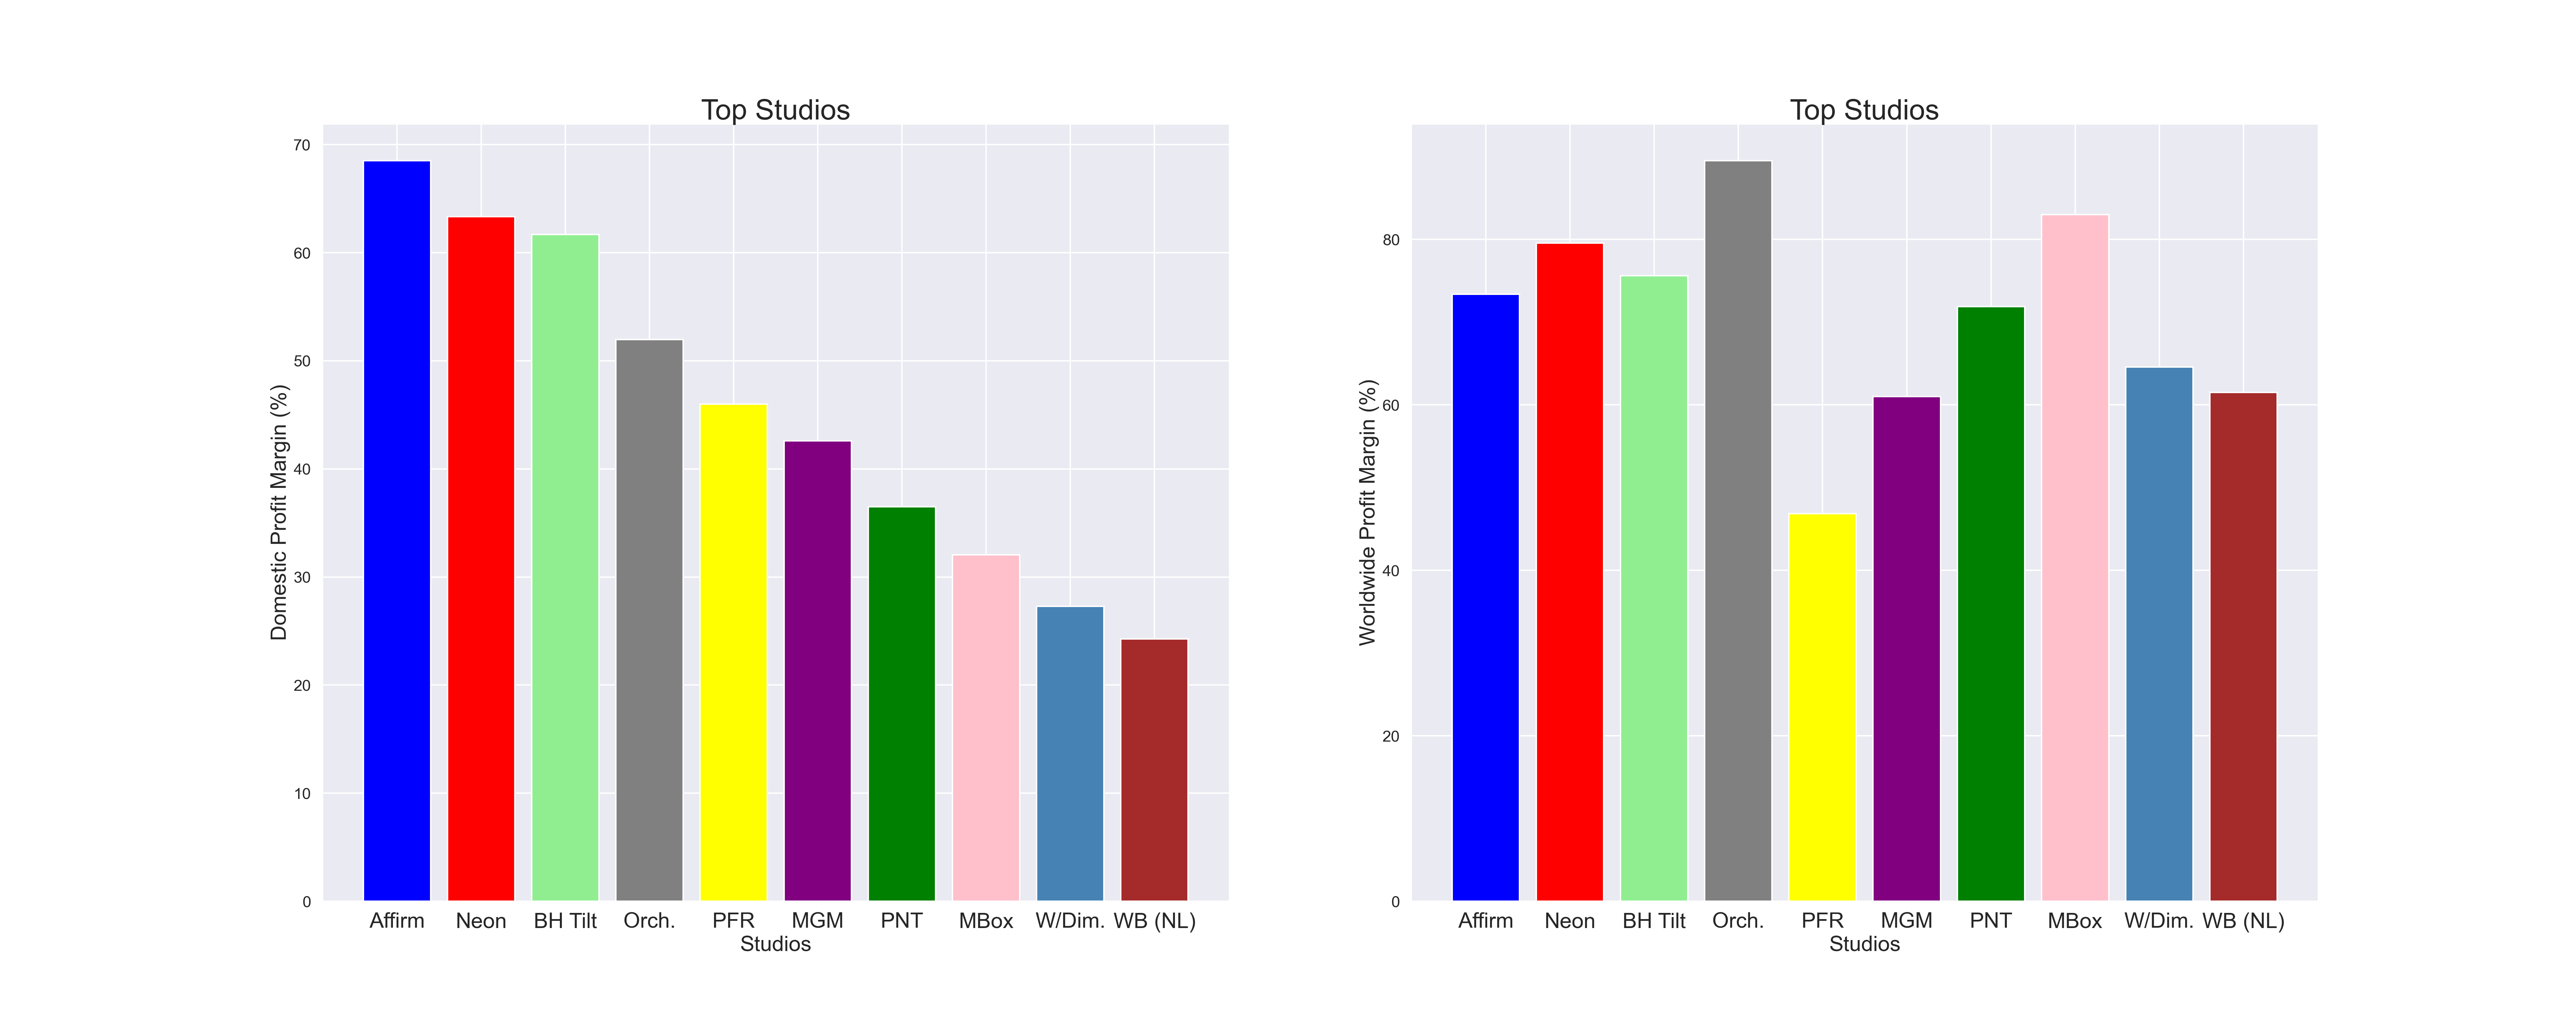 Top Studios
Domestic Profit Margin (%)
70
60
50
40
30
20
10
0
Affirm Neon BH Tilt Orch. PFR MGM PNT MBox W/Dim. WB (NL)
Studios
Top Studios
Worldwide Profit Margin (%)
80
60
40
20
0
Affirm Neon BH Tilt Orch. PFR MGM PNT MBox W/Dim. WB (NL)
Studios